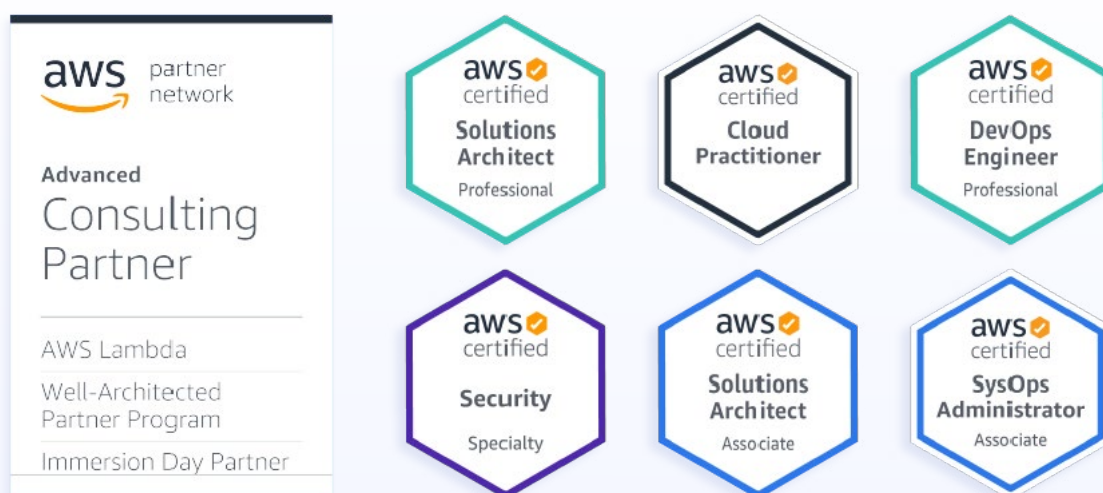 aws partner
network
Advanced
Consulting
Partner
AWS Lambda
Well-Architected
Partner Program
Immersion Day Partner
aws
certified
Solutions
Architect
Professional
aws
certified
Cloud
Practitioner
aws
certified
DevOps
Engineer
Professional
aws
certified
Security
Specialty
aws
certified
Solutions
Architect
Associate
aws
certified
SysOps
Administrator
Associate